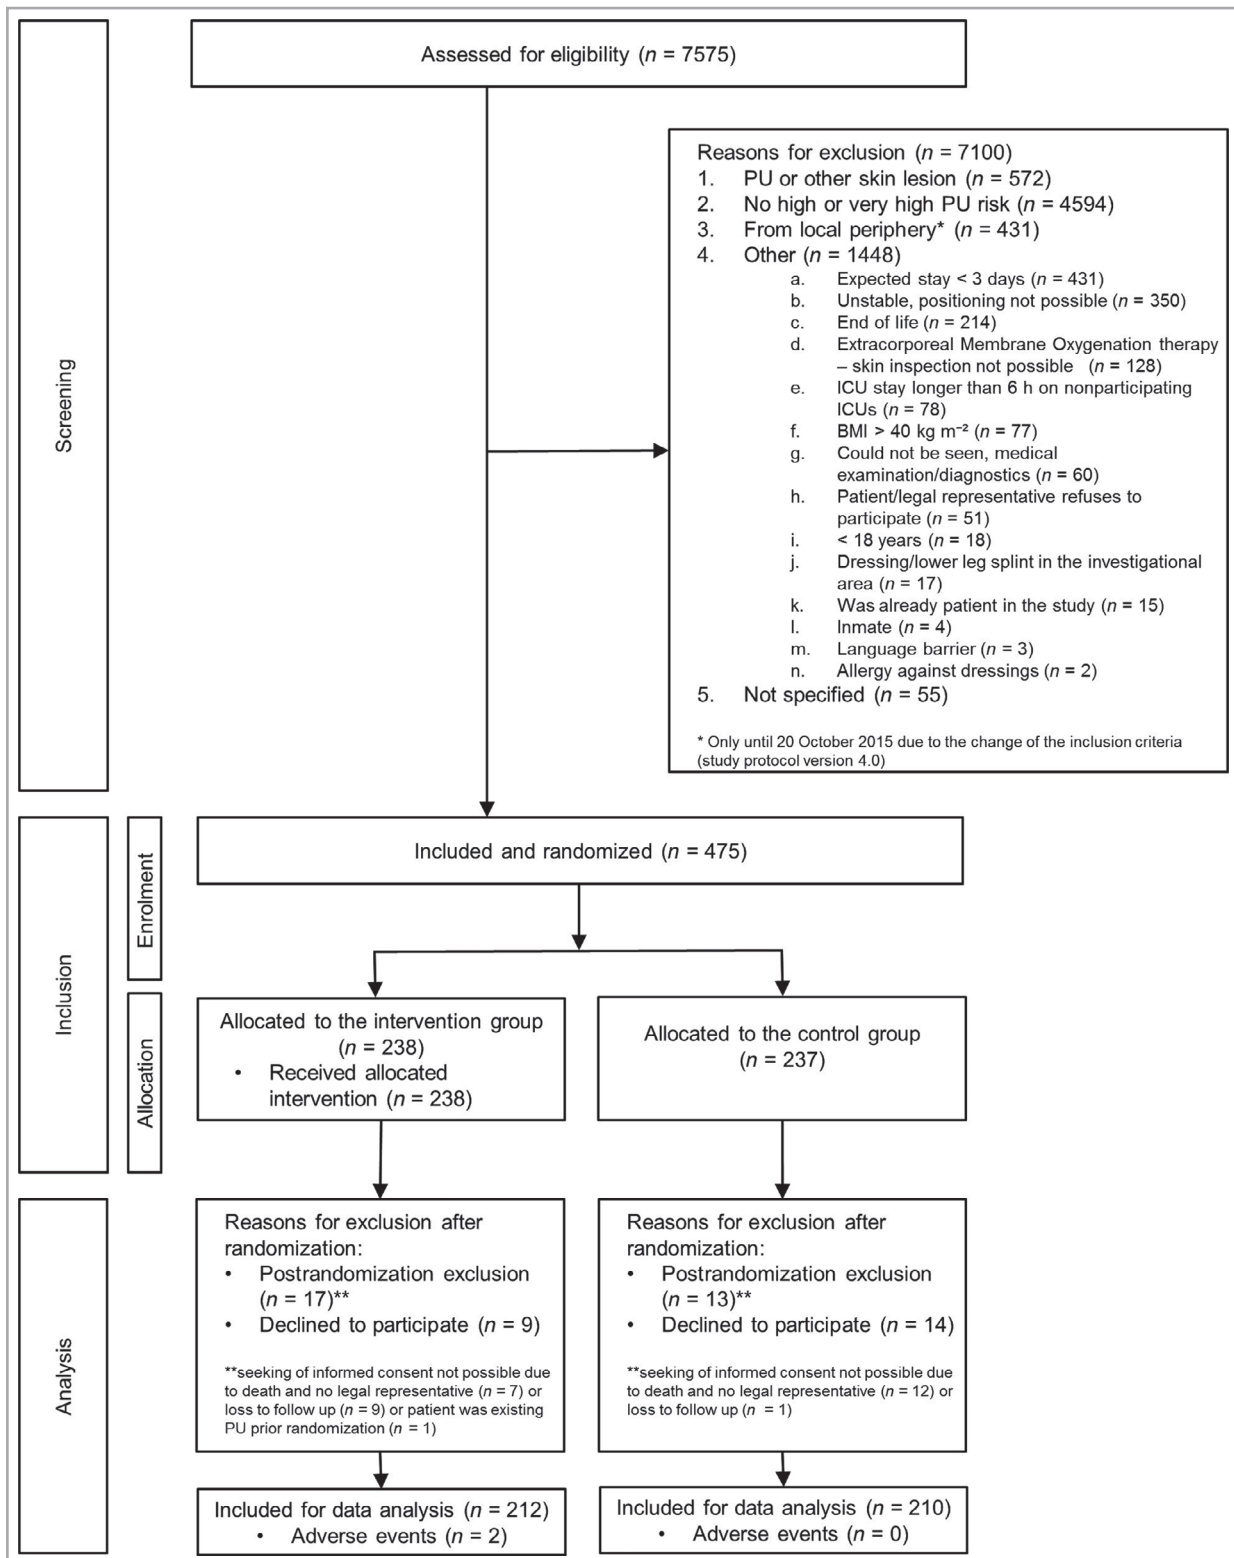 Assessed for eligibility (n = 7575)
Reasons for exclusion (n = 7100)
1. PU or other skin lesion (n = 572)
2. No high or very high PU risk (n = 4594)
3. From local periphery* (n = 431)
4. Other (n = 1448)
a. Expected stay < 3 days (n = 431)
b. Unstable, positioning not possible (n = 350)
c. End of life (n = 214)
d. Extracorporeal Membrane Oxygenation therapy
– skin inspection not possible (n = 128)
e. ICU stay longer than 6 h on nonparticipating
ICUs (n = 78)
f. BMI > 40 kg m⁻² (n = 77)
g. Could not be seen, medical
examination/diagnostics (n = 60)
h. Patient/legal representative refuses to
participate (n = 51)
i. < 18 years (n = 18)
j. Dressing/lower leg splint in the investigational
area (n = 17)
k. Was already patient in the study (n = 15)
l. Inmate (n = 4)
m. Language barrier (n = 3)
n. Allergy against dressings (n = 2)
5. Not specified (n = 55)
* Only until 20 October 2015 due to the change of the inclusion criteria
(study protocol version 4.0)
Screening
Included and randomized (n = 475)
Enrolment
Inclusion
Allocation
Allocated to the intervention group
(n = 238)
• Received allocated
intervention (n = 238)
Allocated to the control group
(n = 237)
Analysis
Reasons for exclusion after
randomization:
• Postrandomization exclusion
(n = 17)**
• Declined to participate (n = 9)
**seeking of informed consent not possible due
to death and no legal representative (n = 7) or
loss to follow up (n = 9) or patient was existing
PU prior randomization (n = 1)
Reasons for exclusion after
randomization:
• Postrandomization exclusion
(n = 13)**
• Declined to participate (n = 14)
**seeking of informed consent not possible due
to death and no legal representative (n = 12) or
loss to follow up (n = 1)
Included for data analysis (n = 212)
• Adverse events (n = 2)
Included for data analysis (n = 210)
• Adverse events (n = 0)